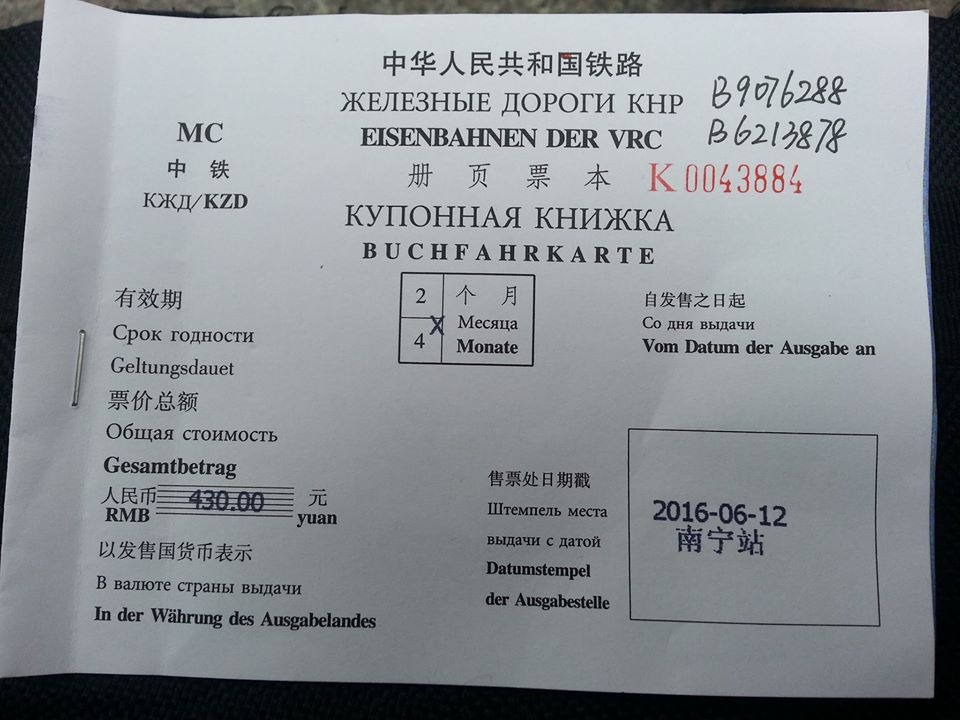 中华人民共和国铁路
ЖЕЛЕЗНЫЕ ДОРОГИ КНР
EISENBAHNEN DER VRC
B9076288
B6213878
MC
中 铁
КЖД/KZD
册 页 票 本
K 0043884
КУПОННАЯ КНИЖКА
BUCHFAHRKARTE
有效期
Срок годности
Geltungsdauet
2
4
X
个 月
Месяца
Monate
自发售之日起
Со дня выдачи
Vom Datum der Ausgabe an
票价总额
Общая стоимость
Gesamtbetrag
人民币 430.00 元
RMB yuan
以发售国货币表示
В валюте страны выдачи
In der Währung des Ausgabelandes
售票处日期戳
Штемпель места
выдачи с датой
Datumstempel
der Ausgabestelle
2016-06-12
南宁站